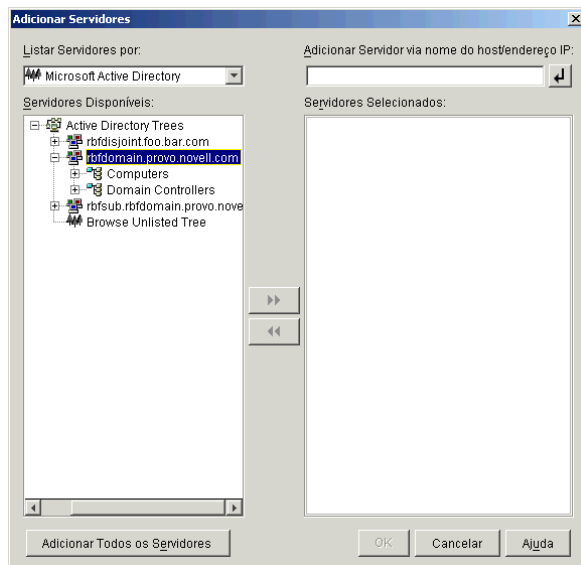 Adicionar Servidores
Listar Servidores por:
Microsoft Active Directory
Servidores Disponíveis:
Active Directory Trees
rbfdisjoint.foo.bar.com
rbfdomain.provo.novell.com
Computers
Domain Controllers
rbfsub.rbfdomain.provo.nove
Browse Unlisted Tree
Adicionar Todos os Servidores
Adicionar Servidor via nome do host/endereço IP:
Servidores Selecionados:
OK
Cancelar
Ajuda